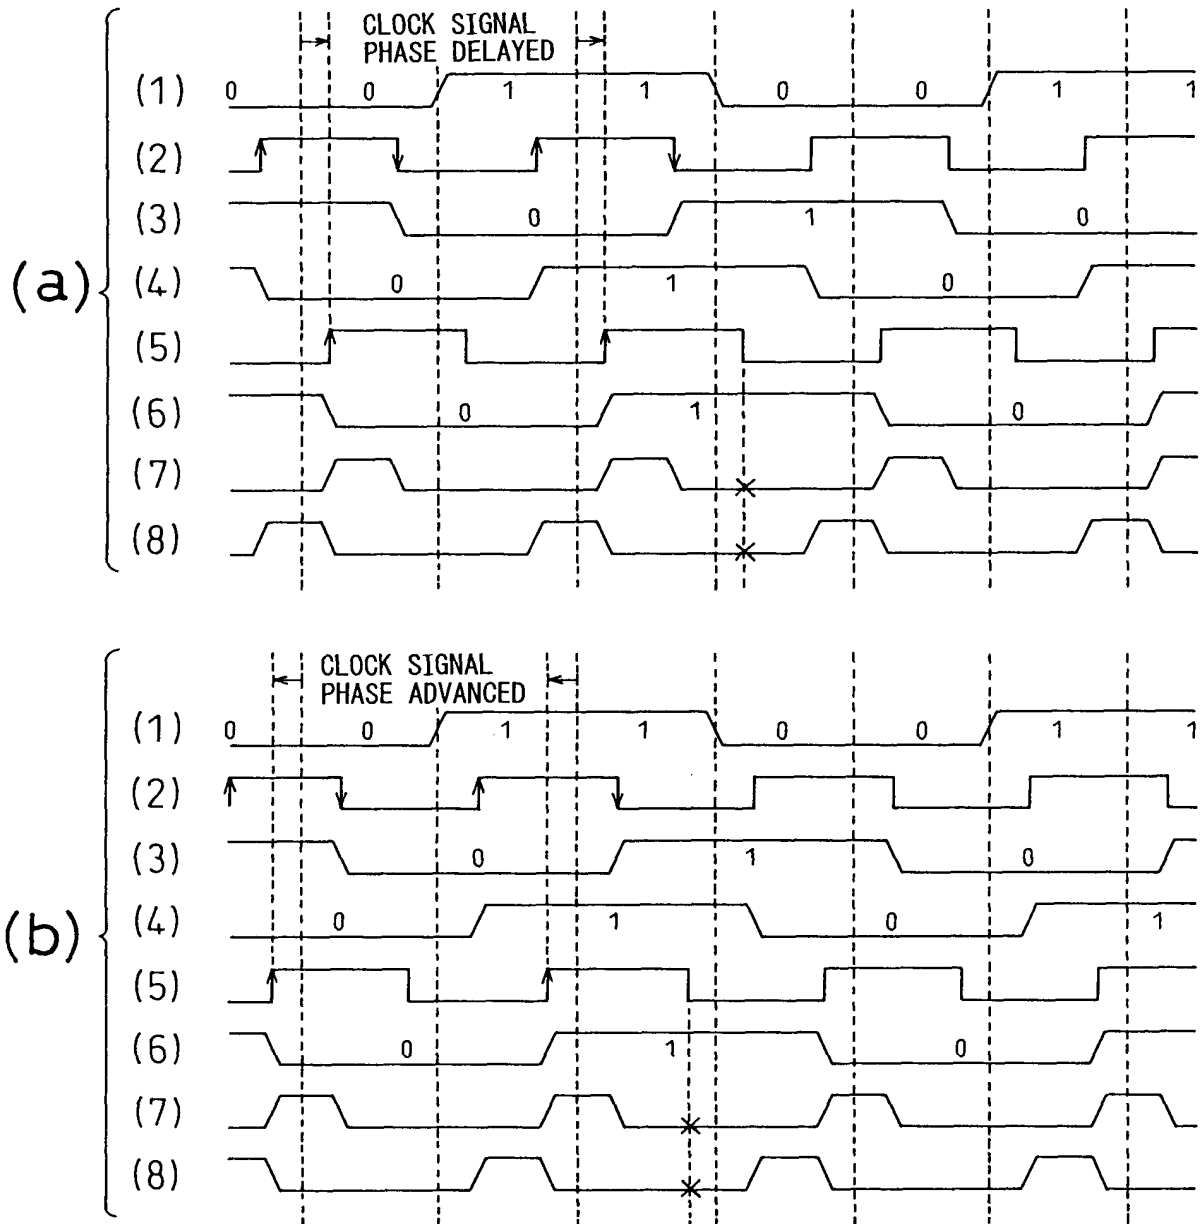 CLOCK SIGNAL
PHASE DELAYED
(a)
(1) 0 0 1 1 0 0 1 1
(2)
(3) 0 1 0
(4) 0 1 0
(5)
(6) 0 1 0
(7)
(8)
CLOCK SIGNAL
PHASE ADVANCED
(b)
(1) 0 0 1 1 0 0 1 1
(2)
(3) 0 1 0
(4) 0 1 0 1
(5)
(6) 0 1 0
(7)
(8)